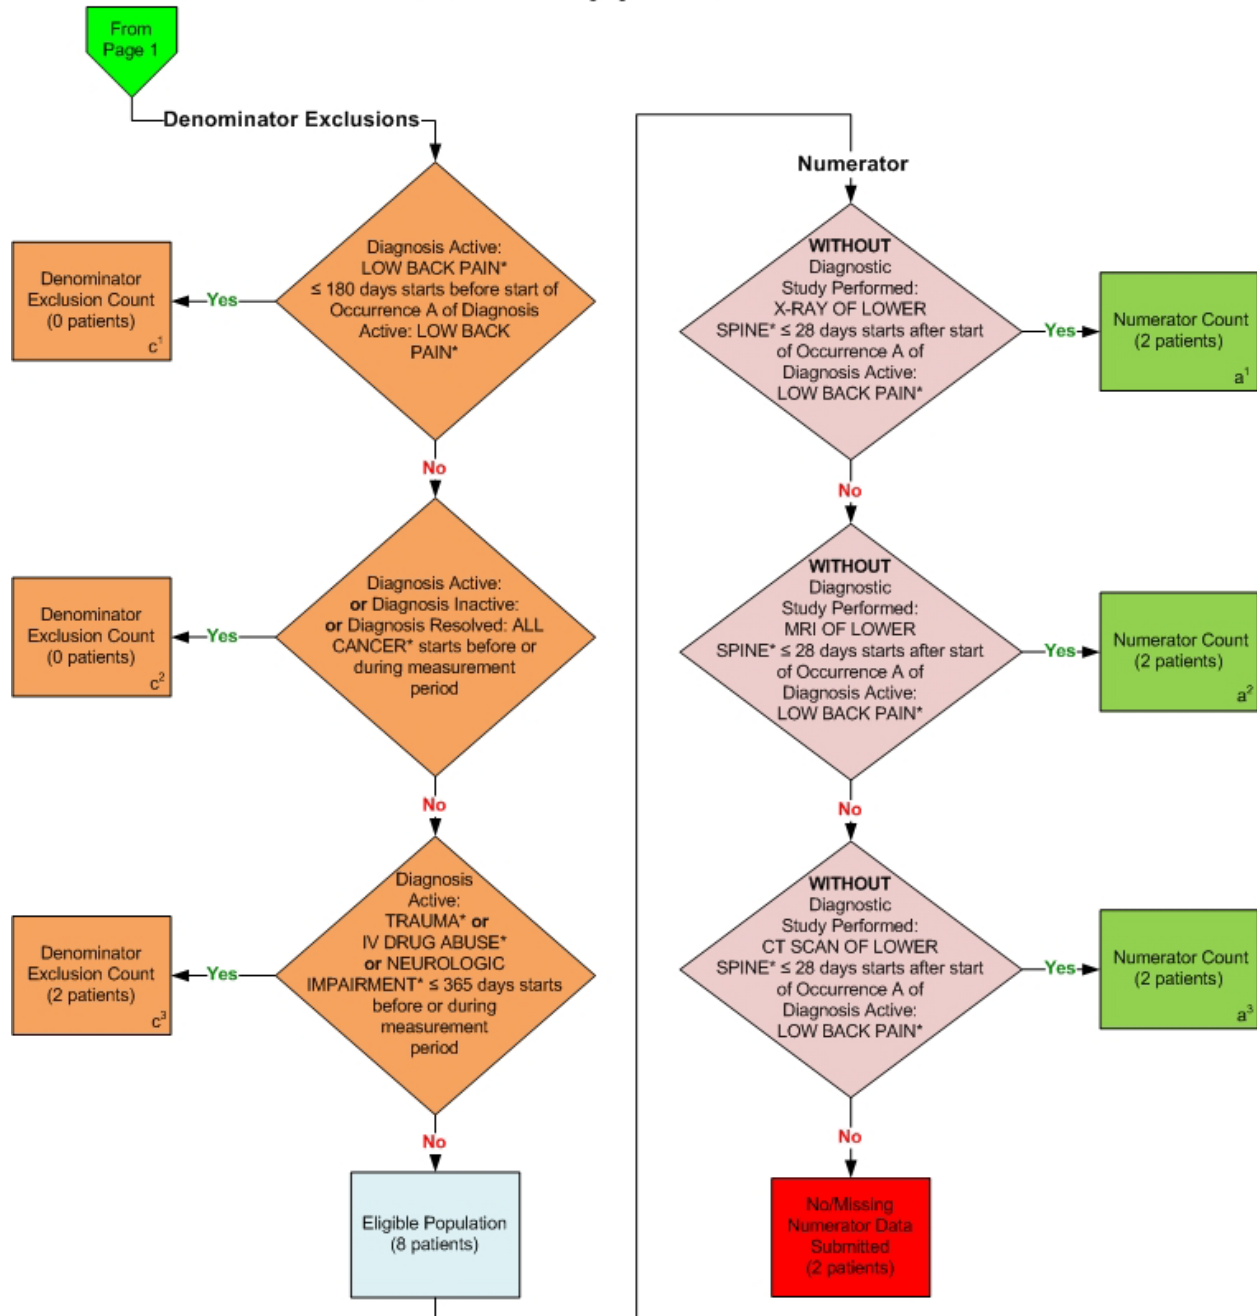 From
Page 1
Denominator Exclusions
Diagnosis Active:
LOW BACK PAIN*
≤ 180 days starts before start of
Occurrence A of Diagnosis
Active: LOW BACK
PAIN*
Yes
Denominator
Exclusion Count
(0 patients)
c1
No
Diagnosis Active:
or Diagnosis Inactive:
or Diagnosis Resolved: ALL
CANCER* starts before or
during measurement
period
Yes
Denominator
Exclusion Count
(0 patients)
c2
No
Diagnosis
Active:
TRAUMA* or
IV DRUG ABUSE*
or NEUROLOGIC
IMPAIRMENT* ≤ 365 days starts
before or during
measurement
period
Yes
Denominator
Exclusion Count
(2 patients)
c3
No
Eligible Population
(8 patients)
Numerator
WITHOUT
Diagnostic
Study Performed:
X-RAY OF LOWER
SPINE* ≤ 28 days starts after start
of Occurrence A of
Diagnosis Active:
LOW BACK PAIN*
Yes
Numerator Count
(2 patients)
a1
No
WITHOUT
Diagnostic
Study Performed:
MRI OF LOWER
SPINE* ≤ 28 days starts after start
of Occurrence A of
Diagnosis Active:
LOW BACK PAIN*
Yes
Numerator Count
(2 patients)
a2
No
WITHOUT
Diagnostic
Study Performed:
CT SCAN OF LOWER
SPINE* ≤ 28 days starts after start
of Occurrence A of
Diagnosis Active:
LOW BACK PAIN*
Yes
Numerator Count
(2 patients)
a3
No
No/Missing
Numerator Data
Submitted
(2 patients)